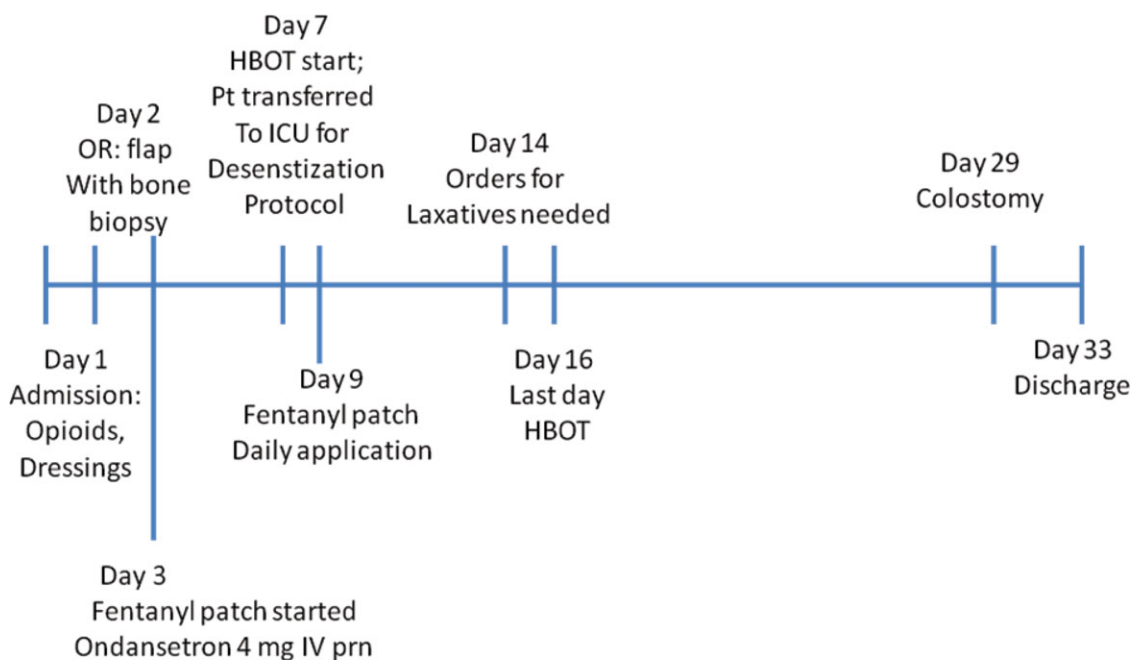 Day 7
HBOT start;
Pt transferred
To ICU for
Desenstization
Protocol
Day 2
OR: flap
With bone
biopsy
Day 14
Orders for
Laxatives needed
Day 29
Colostomy
Day 1
Admission:
Opioids,
Dressings
Day 9
Fentanyl patch
Daily application
Day 16
Last day
HBOT
Day 33
Discharge
Day 3
Fentanyl patch started
Ondansetron 4 mg IV prn